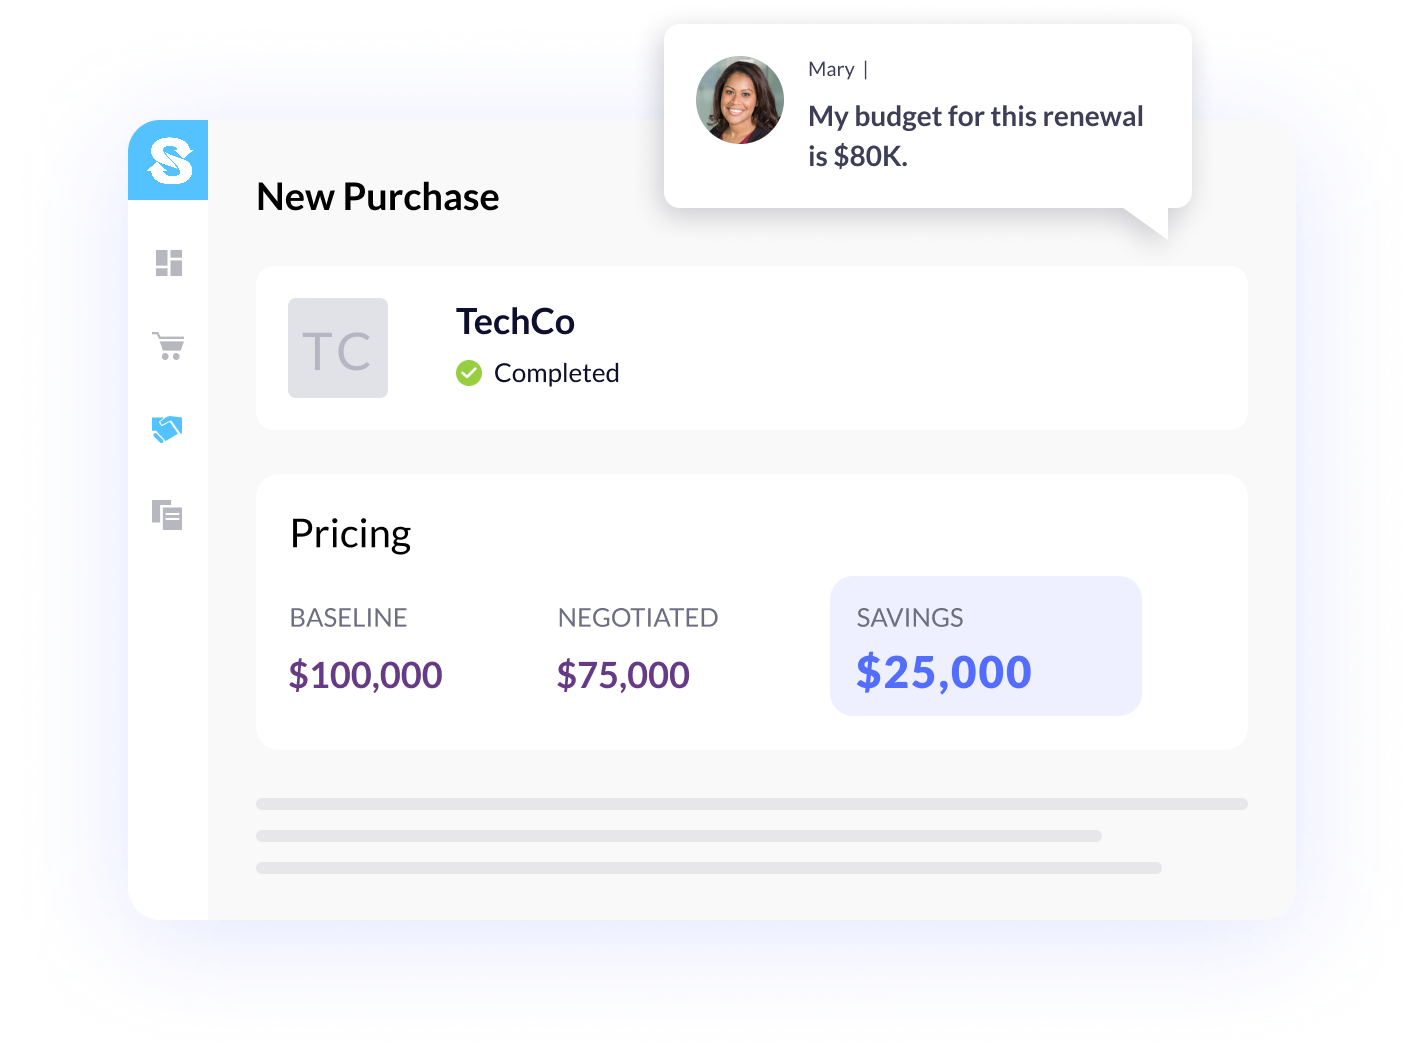 Mary |
My budget for this renewal
is $80K.
New Purchase
TC
TechCo
Completed
Pricing
BASELINE
NEGOTIATED
SAVINGS
$100,000
$75,000
$25,000